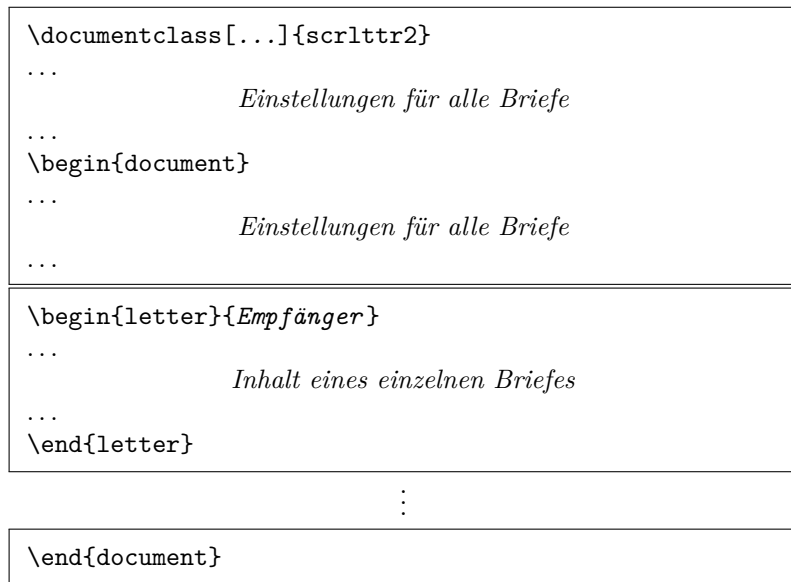 \documentclass[...]{scrlttr2}
...
Einstellungen für alle Briefe
...
\begin{document}
...
Einstellungen für alle Briefe
...
\begin{letter}{Empfänger}
...
Inhalt eines einzelnen Briefes
...
\end{letter}
⋮
\end{document}